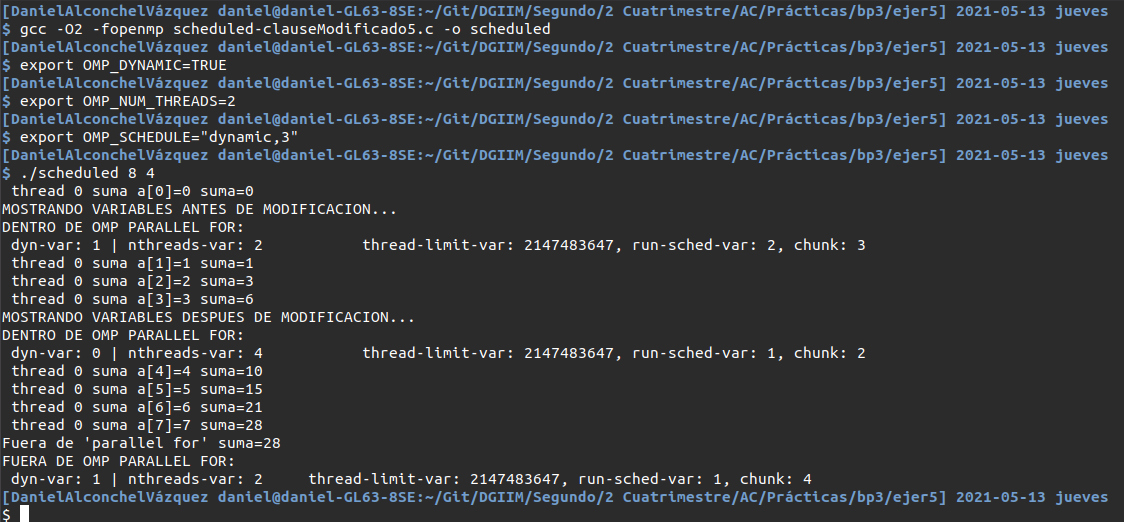 [DanielAlconchelVázquez daniel@daniel-GL63-8SE:~/Git/DGIIM/Segundo/2 Cuatrimestre/AC/Prácticas/bp3/ejer5] 2021-05-13 jueves
$ gcc -O2 -fopenmp scheduled-clauseModificado5.c -o scheduled
[DanielAlconchelVázquez daniel@daniel-GL63-8SE:~/Git/DGIIM/Segundo/2 Cuatrimestre/AC/Prácticas/bp3/ejer5] 2021-05-13 jueves
$ export OMP_DYNAMIC=TRUE
[DanielAlconchelVázquez daniel@daniel-GL63-8SE:~/Git/DGIIM/Segundo/2 Cuatrimestre/AC/Prácticas/bp3/ejer5] 2021-05-13 jueves
$ export OMP_NUM_THREADS=2
[DanielAlconchelVázquez daniel@daniel-GL63-8SE:~/Git/DGIIM/Segundo/2 Cuatrimestre/AC/Prácticas/bp3/ejer5] 2021-05-13 jueves
$ export OMP_SCHEDULE="dynamic,3"
[DanielAlconchelVázquez daniel@daniel-GL63-8SE:~/Git/DGIIM/Segundo/2 Cuatrimestre/AC/Prácticas/bp3/ejer5] 2021-05-13 jueves
$ ./scheduled 8 4
 thread 0 suma a[0]=0 suma=0
MOSTRANDO VARIABLES ANTES DE MODIFICACION...
DENTRO DE OMP PARALLEL FOR:
 dyn-var: 1 | nthreads-var: 2           thread-limit-var: 2147483647, run-sched-var: 2, chunk: 3
 thread 0 suma a[1]=1 suma=1
 thread 0 suma a[2]=2 suma=3
 thread 0 suma a[3]=3 suma=6
MOSTRANDO VARIABLES DESPUES DE MODIFICACION...
DENTRO DE OMP PARALLEL FOR:
 dyn-var: 0 | nthreads-var: 4           thread-limit-var: 2147483647, run-sched-var: 1, chunk: 2
 thread 0 suma a[4]=4 suma=10
 thread 0 suma a[5]=5 suma=15
 thread 0 suma a[6]=6 suma=21
 thread 0 suma a[7]=7 suma=28
Fuera de 'parallel for' suma=28
FUERA DE OMP PARALLEL FOR:
 dyn-var: 1 | nthreads-var: 2     thread-limit-var: 2147483647, run-sched-var: 1, chunk: 4
[DanielAlconchelVázquez daniel@daniel-GL63-8SE:~/Git/DGIIM/Segundo/2 Cuatrimestre/AC/Prácticas/bp3/ejer5] 2021-05-13 jueves
$